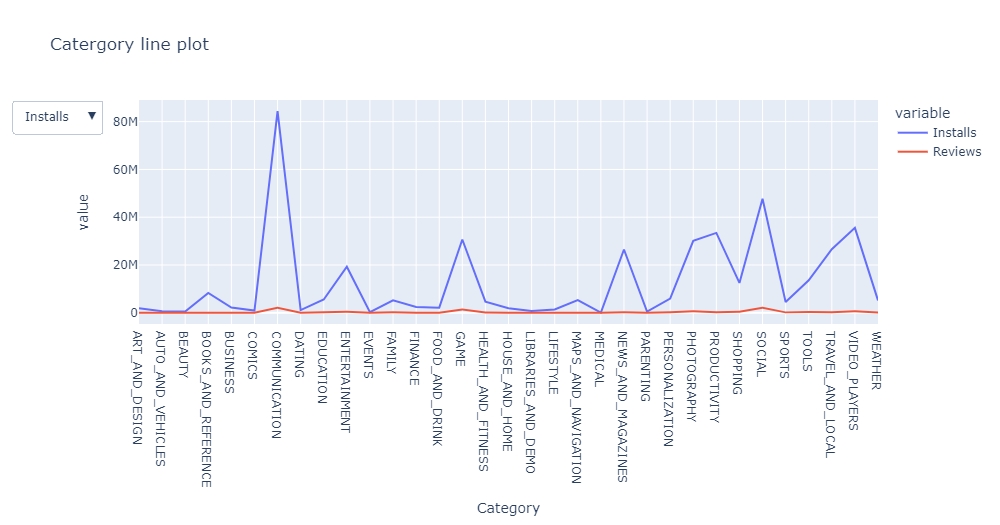 Catergory line plot
Installs ▼
variable
Installs
Reviews
value
80M
60M
40M
20M
0
ART_AND_DESIGN
AUTO_AND_VEHICLES
BEAUTY
BOOKS_AND_REFERENCE
BUSINESS
COMICS
COMMUNICATION
DATING
EDUCATION
ENTERTAINMENT
EVENTS
FAMILY
FINANCE
FOOD_AND_DRINK
GAME
HEALTH_AND_FITNESS
HOUSE_AND_HOME
LIBRARIES_AND_DEMO
LIFESTYLE
MAPS_AND_NAVIGATION
MEDICAL
NEWS_AND_MAGAZINES
PARENTING
PERSONALIZATION
PHOTOGRAPHY
PRODUCTIVITY
SHOPPING
SOCIAL
SPORTS
TOOLS
TRAVEL_AND_LOCAL
VIDEO_PLAYERS
WEATHER
Category